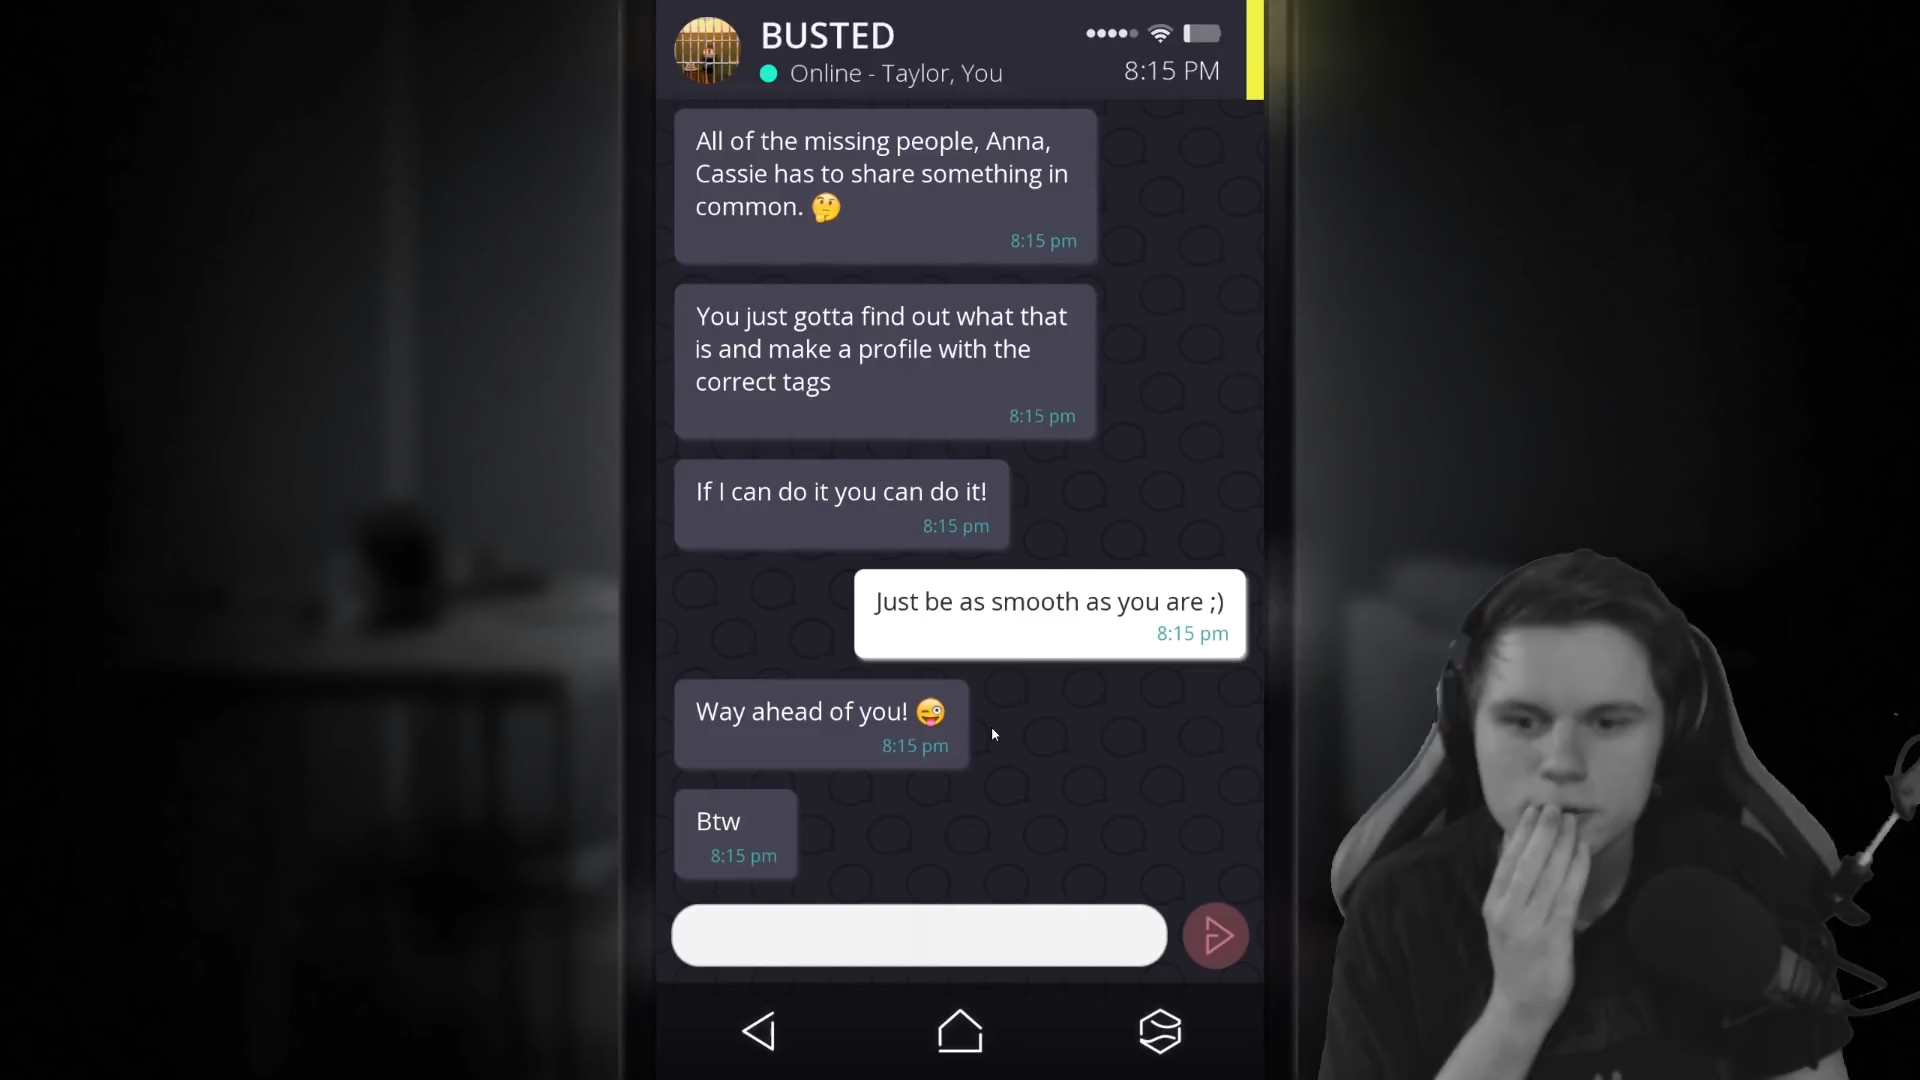 BUSTED
Online - Taylor, You
8:15 PM
All of the missing people, Anna,
Cassie has to share something in
common. 🤔
8:15 pm
You just gotta find out what that
is and make a profile with the
correct tags
8:15 pm
If I can do it you can do it!
8:15 pm
Just be as smooth as you are ;)
8:15 pm
Way ahead of you! 😜
8:15 pm
Btw
8:15 pm